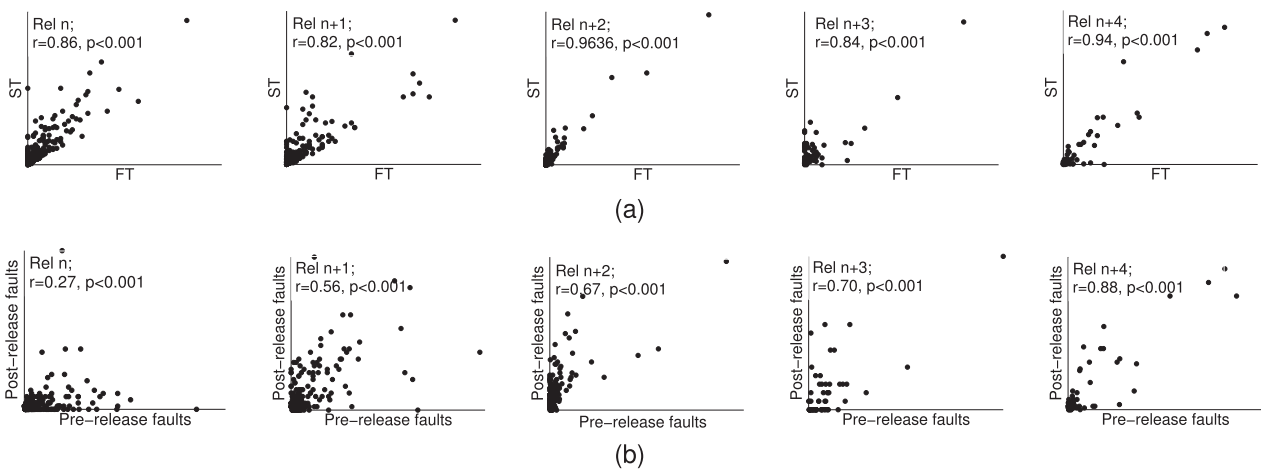 Rel n;
r=0.86, p<0.001
ST
FT
Rel n+1;
r=0.82, p<0.001
ST
FT
Rel n+2;
r=0.9636, p<0.001
ST
FT
Rel n+3;
r=0.84, p<0.001
ST
FT
Rel n+4;
r=0.94, p<0.001
ST
FT
(a)
Rel n;
r=0.27, p<0.001
Post−release faults
Pre−release faults
Rel n+1;
r=0.56, p<0.001
Post−release faults
Pre−release faults
Rel n+2;
r=0.67, p<0.001
Post−release faults
Pre−release faults
Rel n+3;
r=0.70, p<0.001
Post−release faults
Pre−release faults
Rel n+4;
r=0.88, p<0.001
Post−release faults
Pre−release faults
(b)